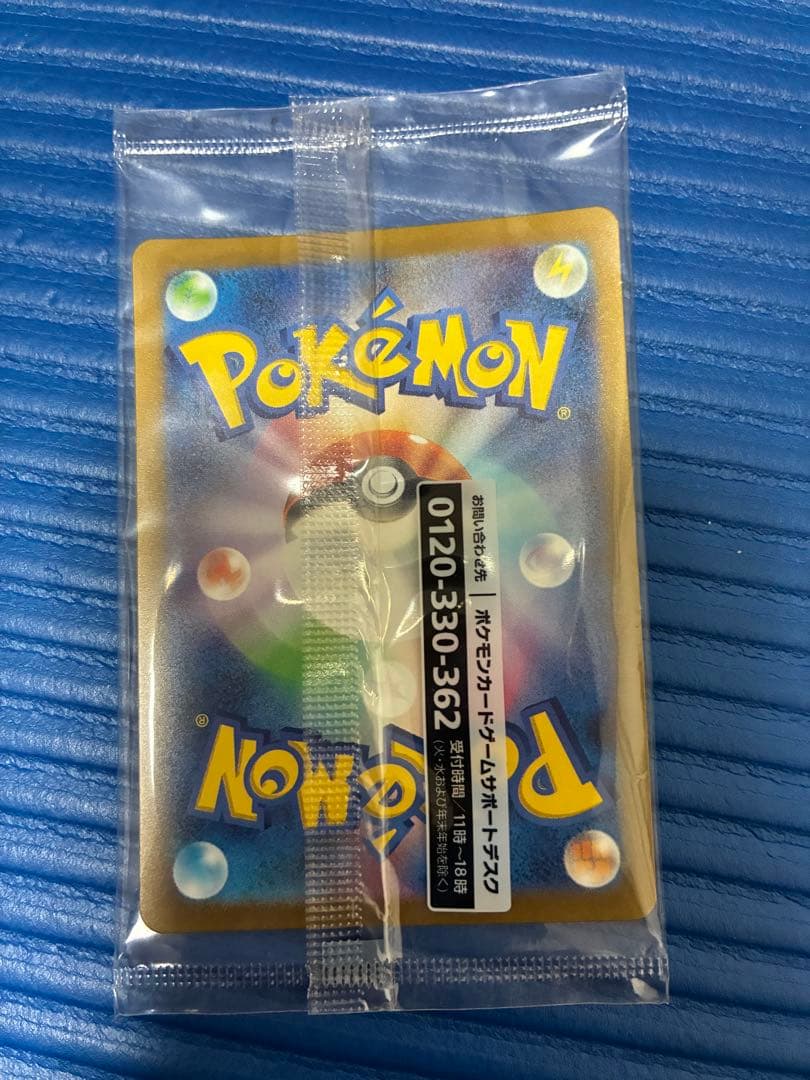 POKéMON
®
お問い合わせ先 | ポケモンカードゲームサポートデスク
0120-330-362 受付時間/11時~18時
(火・水および年末年始を除く)
POKéMON
®